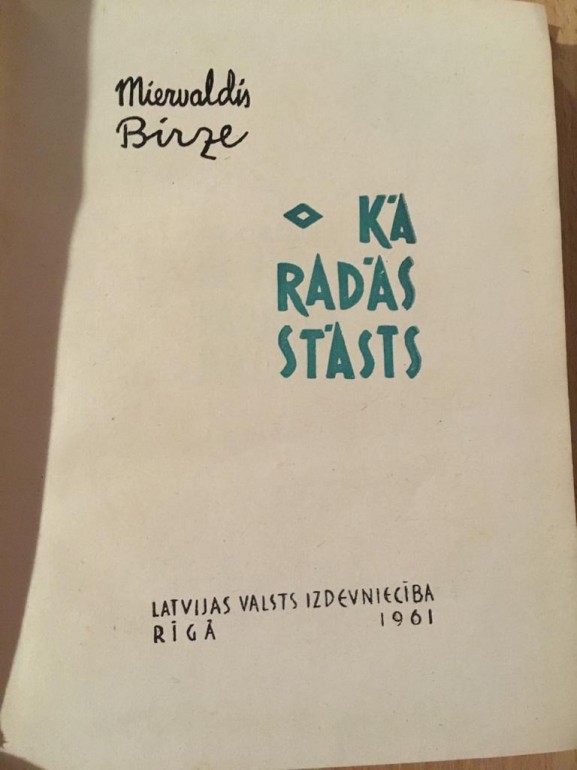 Miervaldis
Birze
KĀ
RADĀS
STĀSTS
LATVIJAS VALSTS IZDEVNIECĪBA
RĪGĀ 1961